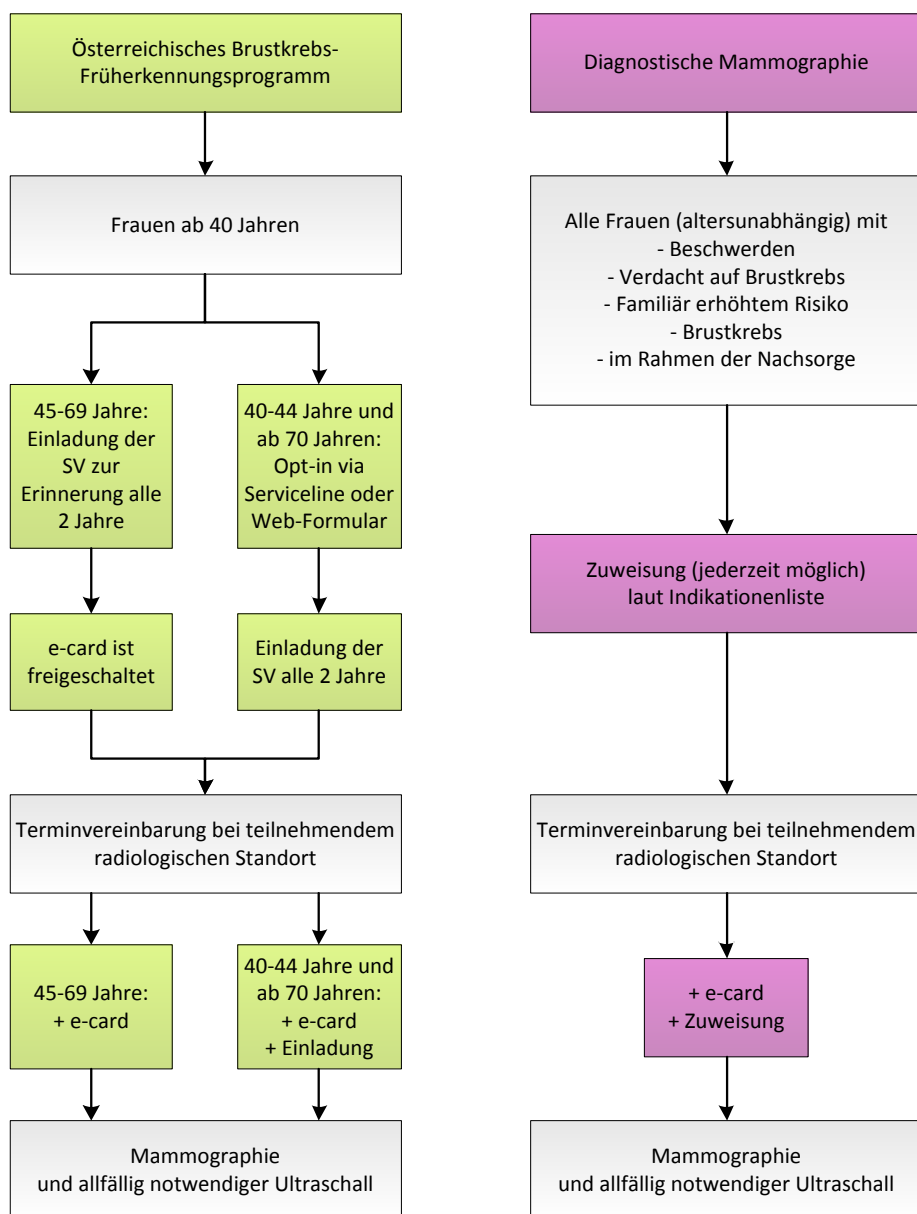 Österreichisches Brustkrebs-
Früherkennungsprogramm
Frauen ab 40 Jahren
45-69 Jahre:
Einladung der
SV zur
Erinnerung alle
2 Jahre
40-44 Jahre und
ab 70 Jahren:
Opt-in via
Serviceline oder
Web-Formular
e-card ist
freigeschaltet
Einladung der
SV alle 2 Jahre
Terminvereinbarung bei teilnehmendem
radiologischen Standort
45-69 Jahre:
+ e-card
40-44 Jahre und
ab 70 Jahren:
+ e-card
+ Einladung
Mammographie
und allfällig notwendiger Ultraschall
Diagnostische Mammographie
Alle Frauen (altersunabhängig) mit
- Beschwerden
- Verdacht auf Brustkrebs
- Familiär erhöhtem Risiko
- Brustkrebs
- im Rahmen der Nachsorge
Zuweisung (jederzeit möglich)
laut Indikationenliste
Terminvereinbarung bei teilnehmendem
radiologischen Standort
+ e-card
+ Zuweisung
Mammographie
und allfällig notwendiger Ultraschall